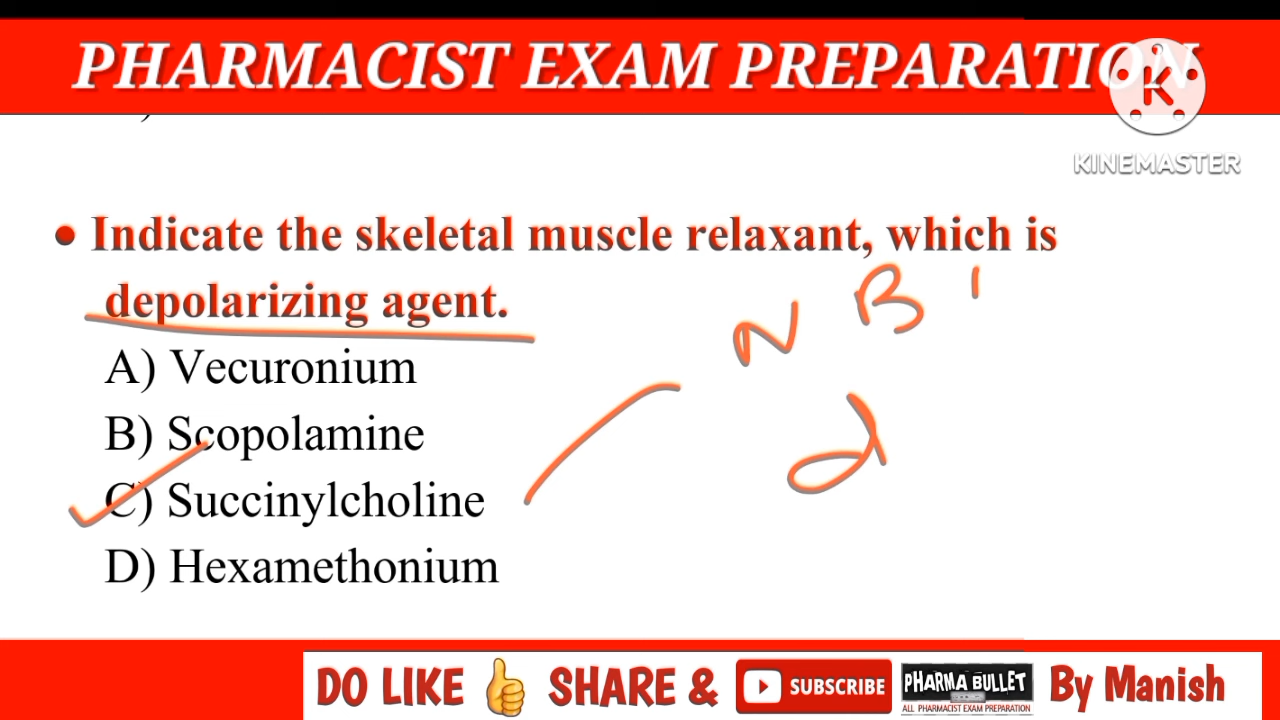 PHARMACIST EXAM PREPARATION
K
KINEMASTER
• Indicate the skeletal muscle relaxant, which is
depolarizing agent.
N B
A) Vecuronium
B) Scopolamine
C) Succinylcholine
D) Hexamethonium
DO LIKE 👍 SHARE & SUBSCRIBE PHARMA BULLET By Manish
ALL PHARMACIST EXAM PREPARATION